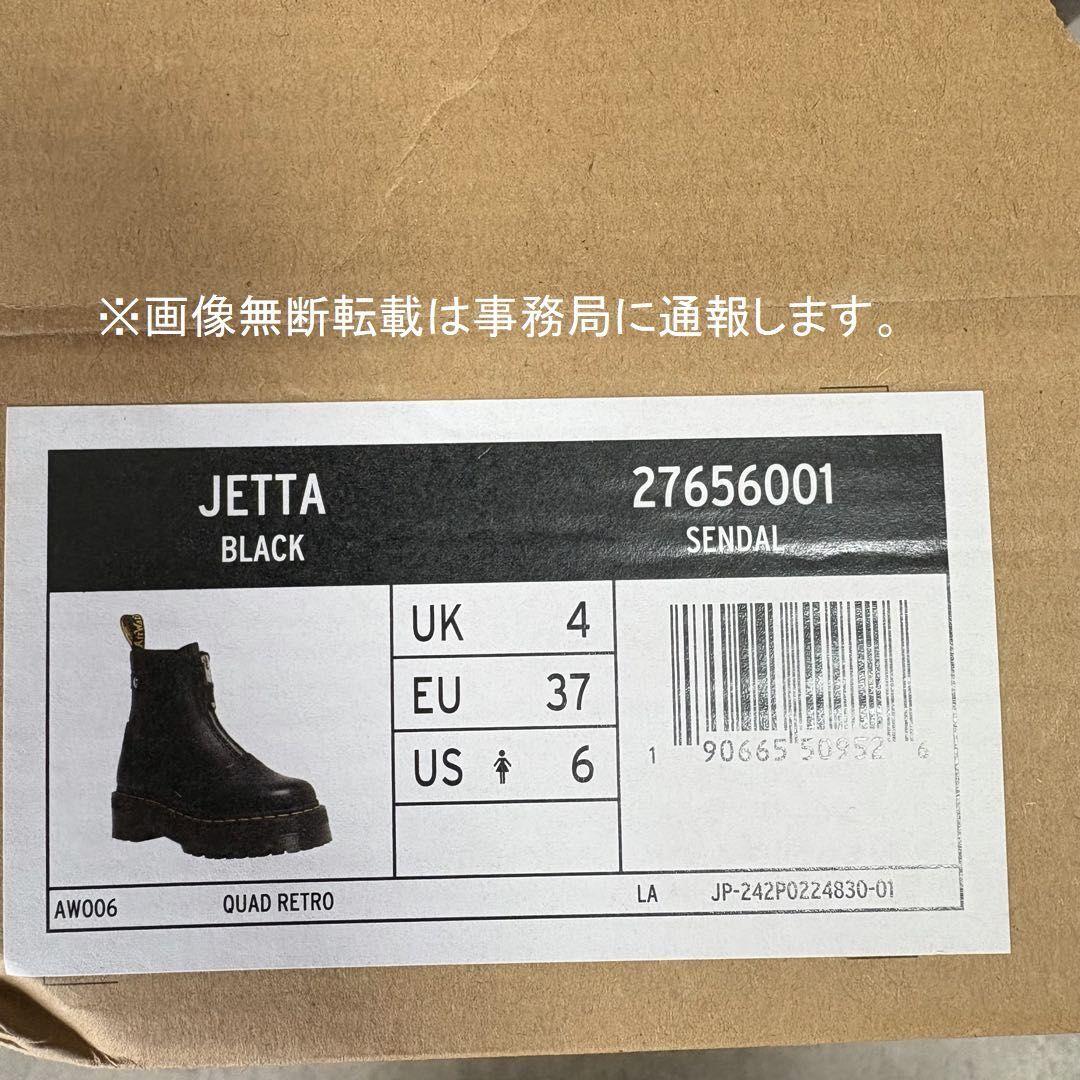 ※画像無断転載は事務局に通報します。
JETTA
BLACK
27656001
SENDAL
UK 4
EU 37
US 6
1 90665 50952 6
AW006
QUAD RETRO
LA
JP-242P0224830-01